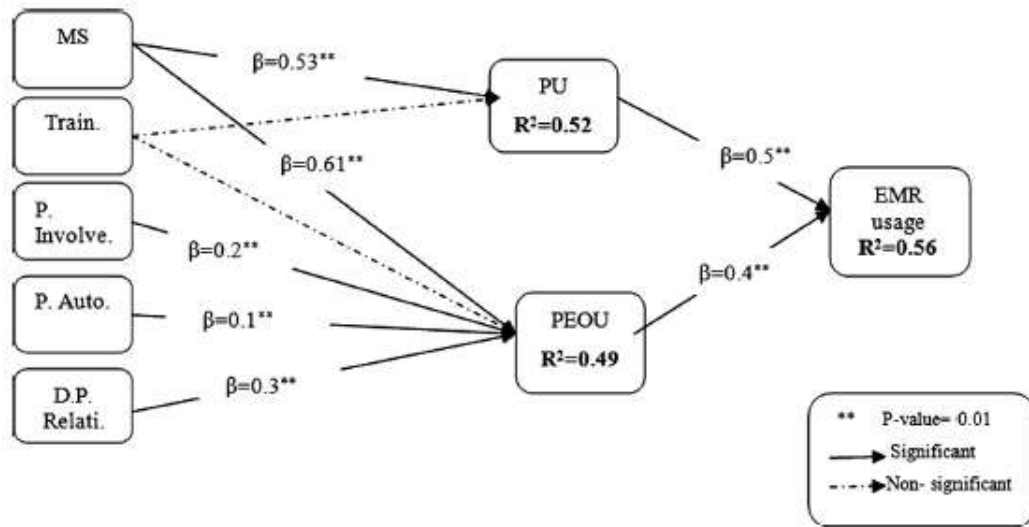 MS
Train.
P.
Involve.
P. Auto.
D.P.
Relati.
β=0.53**
β=0.61**
β=0.2**
β=0.1**
β=0.3**
PU
R²=0.52
PEOU
R²=0.49
β=0.5**
β=0.4**
EMR
usage
R²=0.56
** P-value= 0.01
Significant
Non- significant